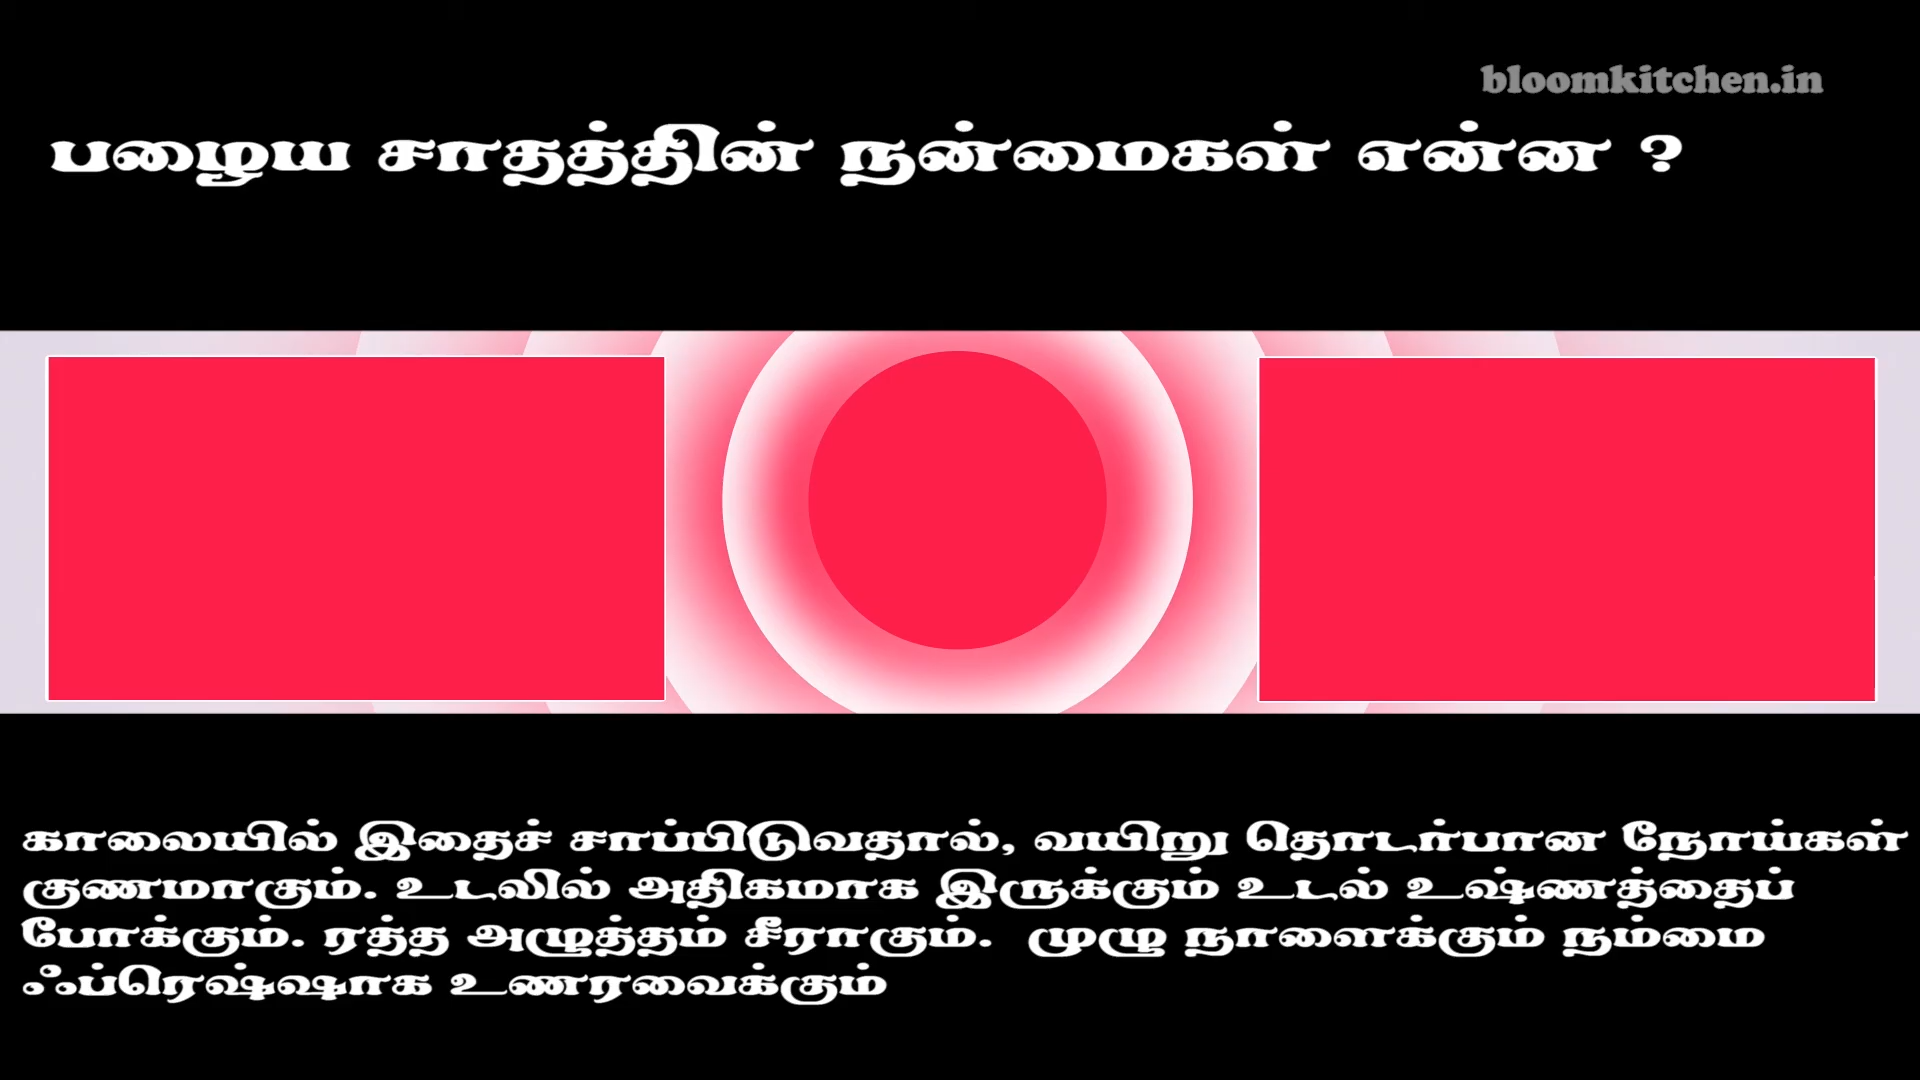 bloomkitchen.in
பழைய சாதத்தின் நன்மைகள் என்ன ?
காலையில் இதைச் சாப்பிடுவதால், வயிறு தொடர்பான நோய்கள்
குணமாகும். உடலில் அதிகமாக இருக்கும் உடல் உஷ்ணத்தைப்
போக்கும். ரத்த அழுத்தம் சீராகும். முழு நாளைக்கும் நம்மை
ஃப்ரெஷ்ஷாக உணரவைக்கும்